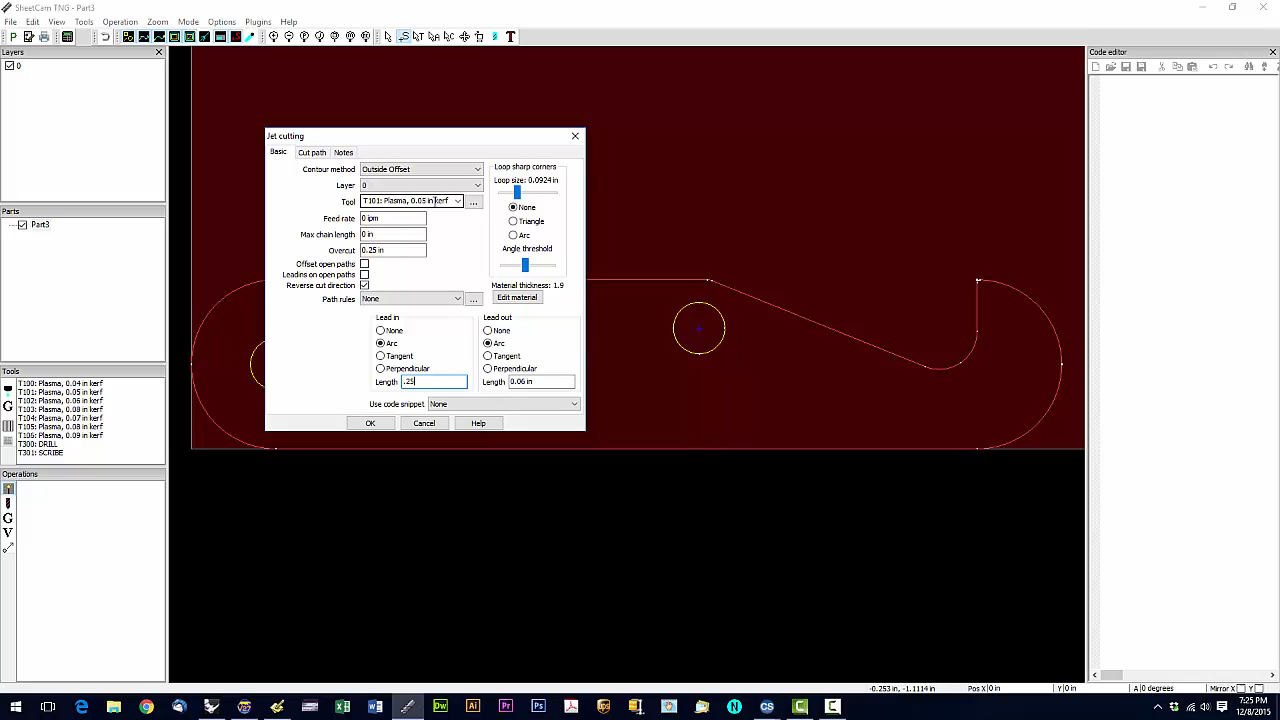 SheetCam TNG - Part3
File Edit View Tools Operation Zoom Mode Options Plugins Help
Layers
0
Parts
Part3
Tools
T100: Plasma, 0.04 in kerf
T101: Plasma, 0.05 in kerf
T102: Plasma, 0.06 in kerf
T103: Plasma, 0.08 in kerf
T104: Plasma, 0.07 in kerf
T105: Plasma, 0.08 in kerf
T106: Plasma, 0.09 in kerf
T300: DRILL
T301: SCRIBE
Operations
Jet cutting
Basic Cut path Notes
Contour method Outside Offset
Layer 0
Tool T101: Plasma, 0.05 in kerf ...
Feed rate 0 ipm
Max chain length 0 in
Overcut 0.25 in
Offset open paths
Leadins on open paths
Reverse cut direction
Path rules None ...
Loop sharp corners
Loop size: 0.0924 in
None
Triangle
Arc
Angle threshold
Material thickness: 1.9
Edit material
Lead in
None
Arc
Tangent
Perpendicular
Length .25
Lead out
None
Arc
Tangent
Perpendicular
Length 0.06 in
Use code snippet None
OK Cancel Help
Code editor
-0.253 in, -1.1114 in Pos X 0 in Y 0 in A 0 degrees Mirror X Y
7:25 PM
12/8/2015